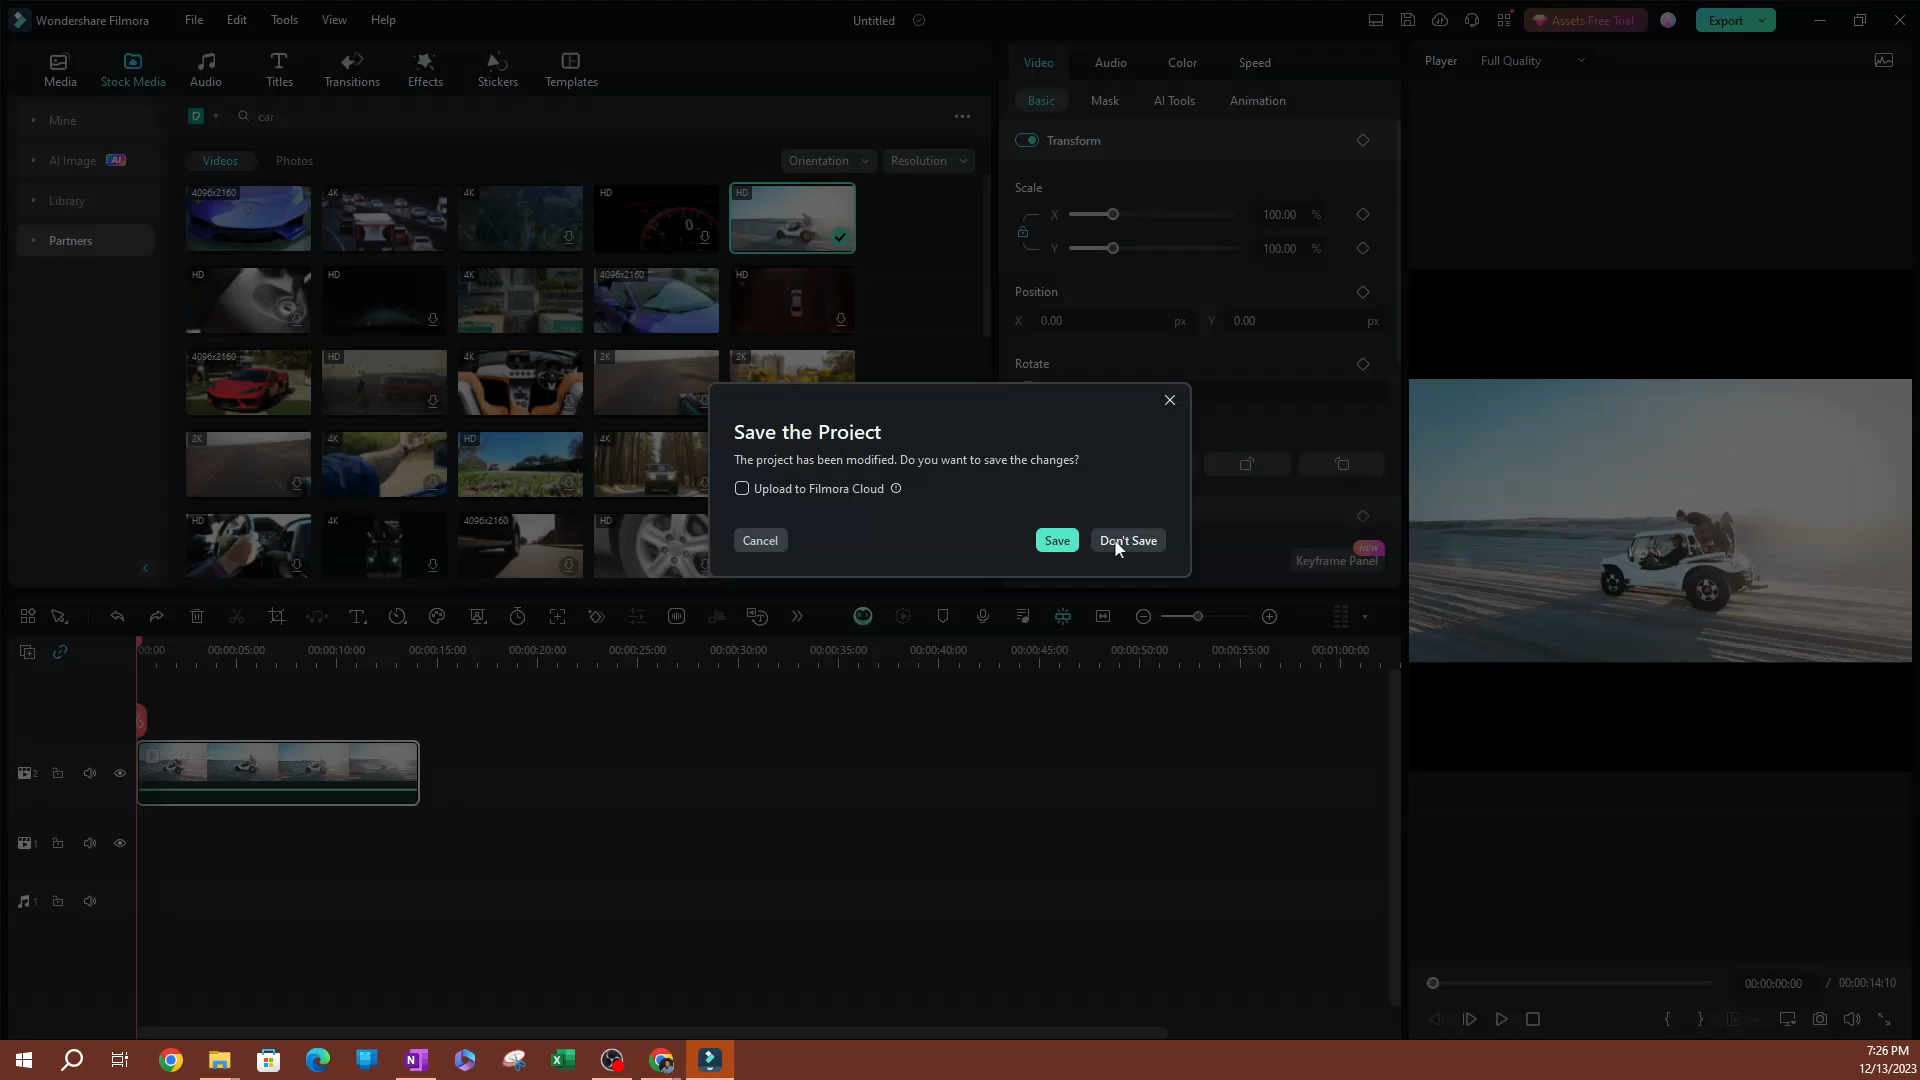 Wondershare Filmora File Edit Tools View Help Untitled Assets Free Trial Export
Media Stock Media Audio Titles Transitions Effects Stickers Templates
Video Audio Color Speed
Player Full Quality
Basic Mask AI Tools Animation
Mine
AI Image AI
Library
Partners
car
Videos Photos Orientation Resolution
4096x2160 4K 4K HD HD
HD HD 4K 4096x2160 HD
4096x2160 HD 4K 2K 2K
2K 4K HD 4K
HD 4K 4096x2160 HD
Transform
Scale
X 100.00 %
Y 100.00 %
Position
X 0.00 px Y 0.00 px
Rotate
NEW
Keyframe Panel
Save the Project
The project has been modified. Do you want to save the changes?
Upload to Filmora Cloud
Cancel Save Don't Save
00:00 00:00:05:00 00:00:10:00 00:00:15:00 00:00:20:00 00:00:25:00 00:00:30:00 00:00:35:00 00:00:40:00 00:00:45:00 00:00:50:00 00:00:55:00 00:01:00:00
2
1
1
00:00:00:00 / 00:00:14:10
7:26 PM
12/13/2023